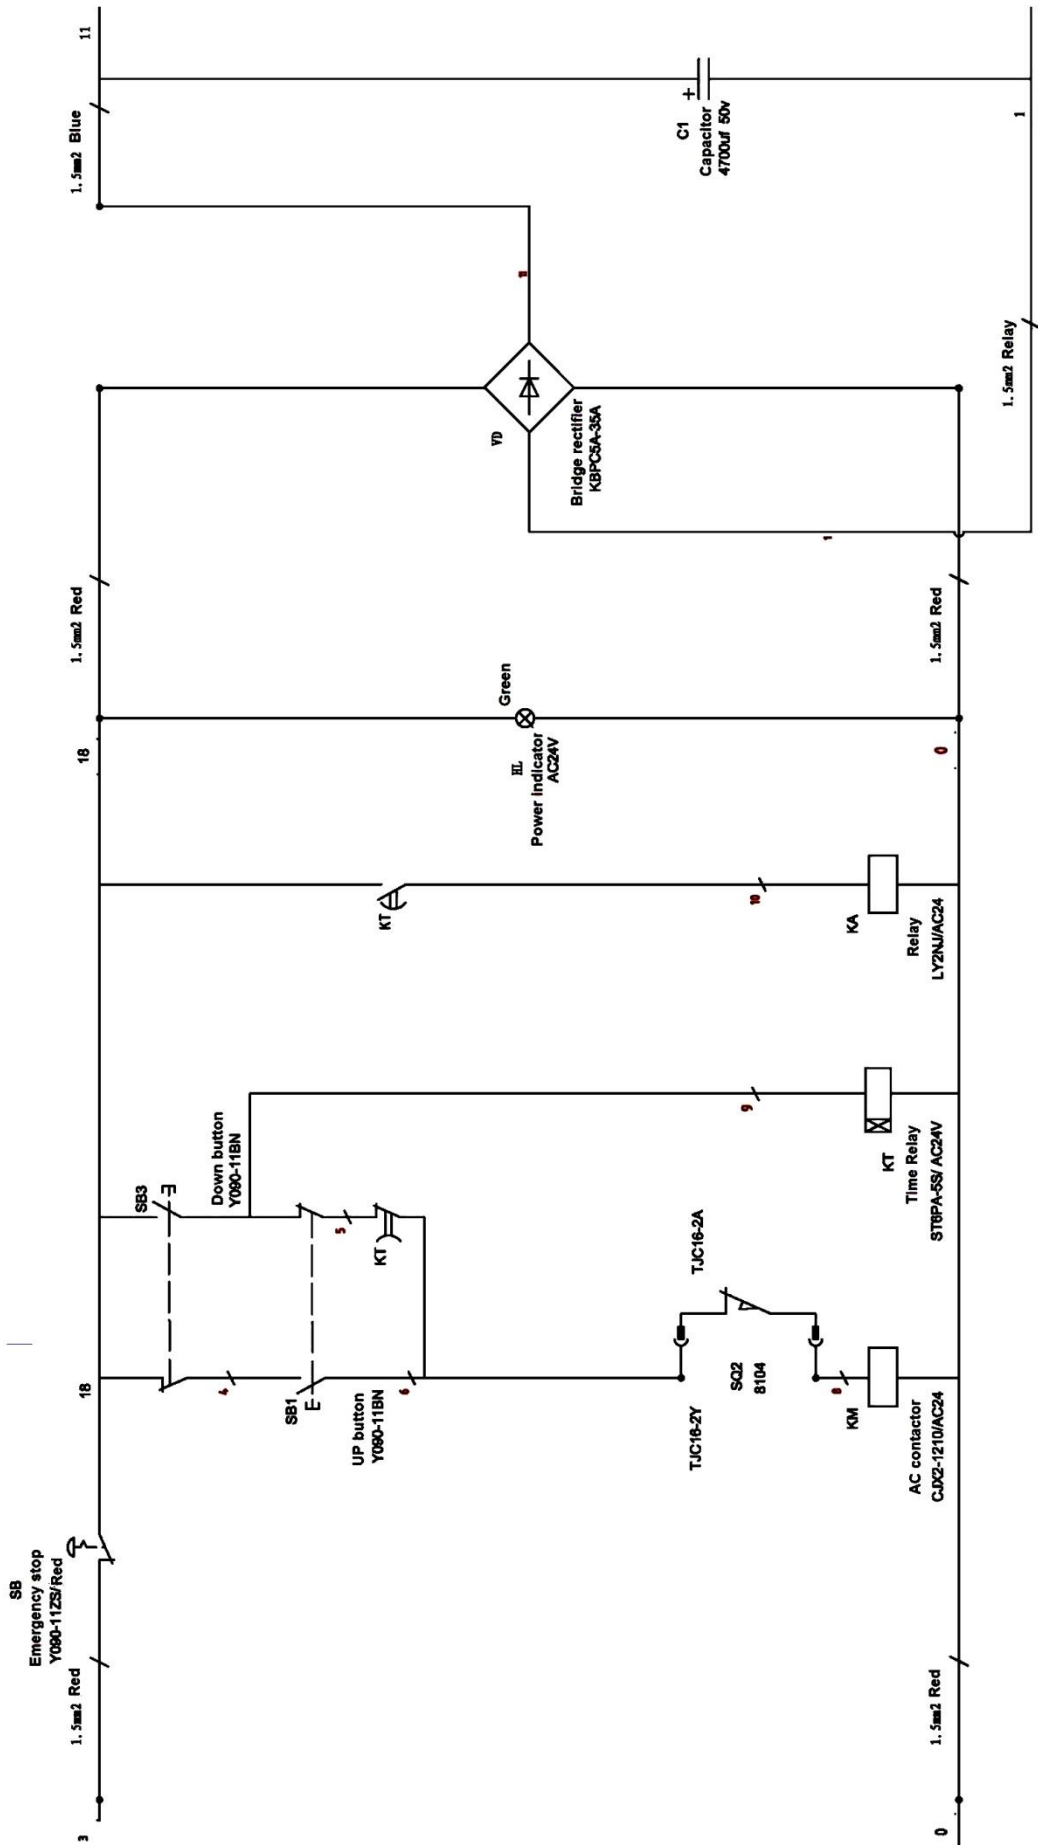 3
1.5mm2 Red
SB
Emergency stop
Y090-11ZS/Red
18
4
SB1
UP button
Y090-11BN
6
SB3
Down button
Y090-11BN
5
KT
TJC16-2Y
TJC16-2A
SQ2
8104
8
KM
AC contactor
CJX2-1210/AC24
9
KT
Time Relay
ST6PA-5S/AC24V
KT
10
KA
Relay
LY2NJ/AC24
18
Green
HL
Power indicator
AC24V
0
1.5mm2 Red
1.5mm2 Red
VD
Bridge rectifier
KBPC5A-35A
11
1
1.5mm2 Blue
11
C1
+
Capacitor
4700uf 50v
1.5mm2 Relay
1
0
1.5mm2 Red